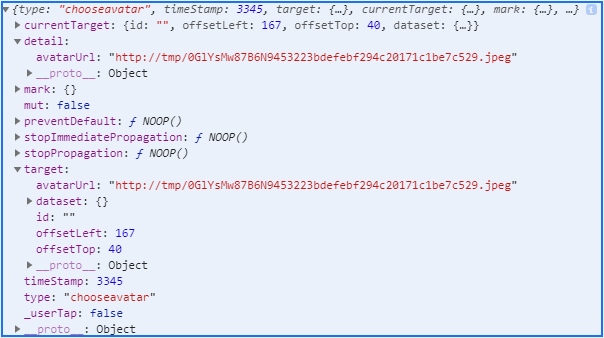 {type: "chooseavatar", timeStamp: 3345, target: {…}, currentTarget: {…}, mark: {…}, …}
currentTarget: {id: "", offsetLeft: 167, offsetTop: 40, dataset: {…}}
detail:
avatarUrl: "http://tmp/0GlYsMw87B6N9453223bdefebf294c20171c1be7c529.jpeg"
__proto__: Object
mark: {}
mut: false
preventDefault: ƒ NOOP()
stopImmediatePropagation: ƒ NOOP()
stopPropagation: ƒ NOOP()
target:
avatarUrl: "http://tmp/0GlYsMw87B6N9453223bdefebf294c20171c1be7c529.jpeg"
dataset: {}
id: ""
offsetLeft: 167
offsetTop: 40
__proto__: Object
timeStamp: 3345
type: "chooseavatar"
_userTap: false
__proto__: Object